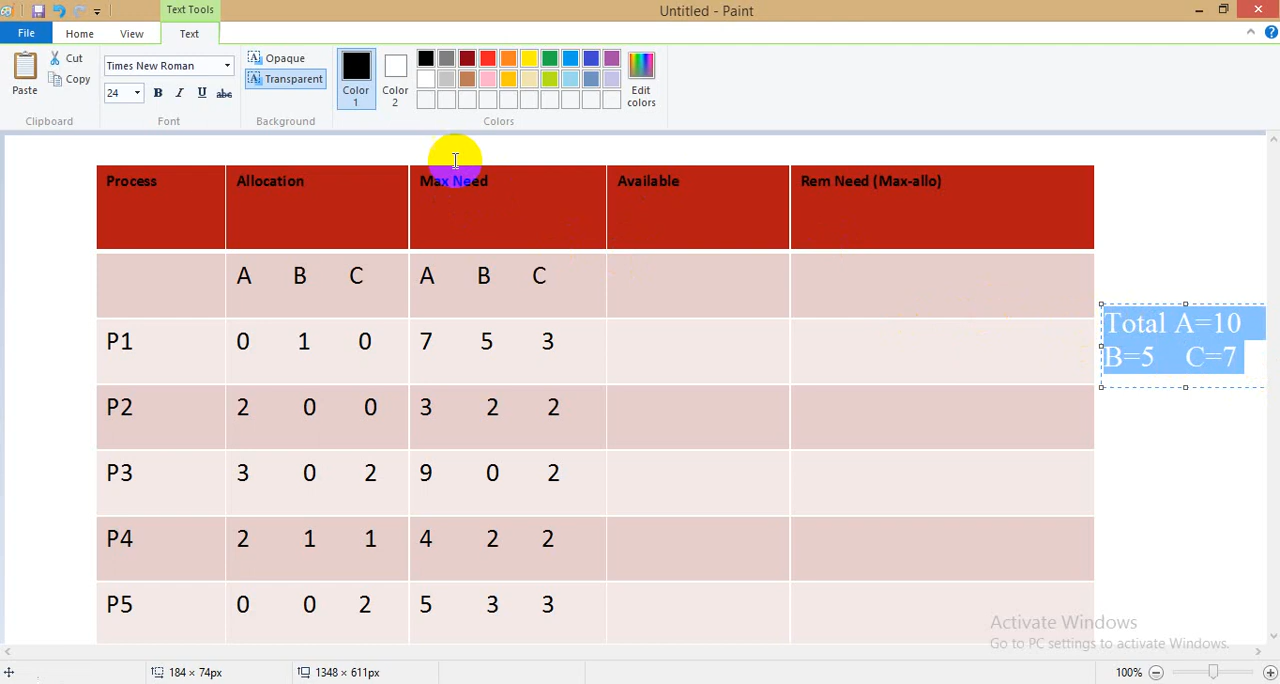 Text Tools
Untitled - Paint
File Home View Text
Paste
Cut
Copy
Clipboard
Times New Roman
24 B I U abc
Font
Opaque
Transparent
Background
Color 1
Color 2
Edit colors
Colors
Process Allocation Max Need Available Rem Need (Max-allo)
A B C A B C
P1 0 1 0 7 5 3
P2 2 0 0 3 2 2
P3 3 0 2 9 0 2
P4 2 1 1 4 2 2
P5 0 0 2 5 3 3
Total A=10
B=5 C=7
Activate Windows
Go to PC settings to activate Windows.
184 × 74px 1348 × 611px 100%